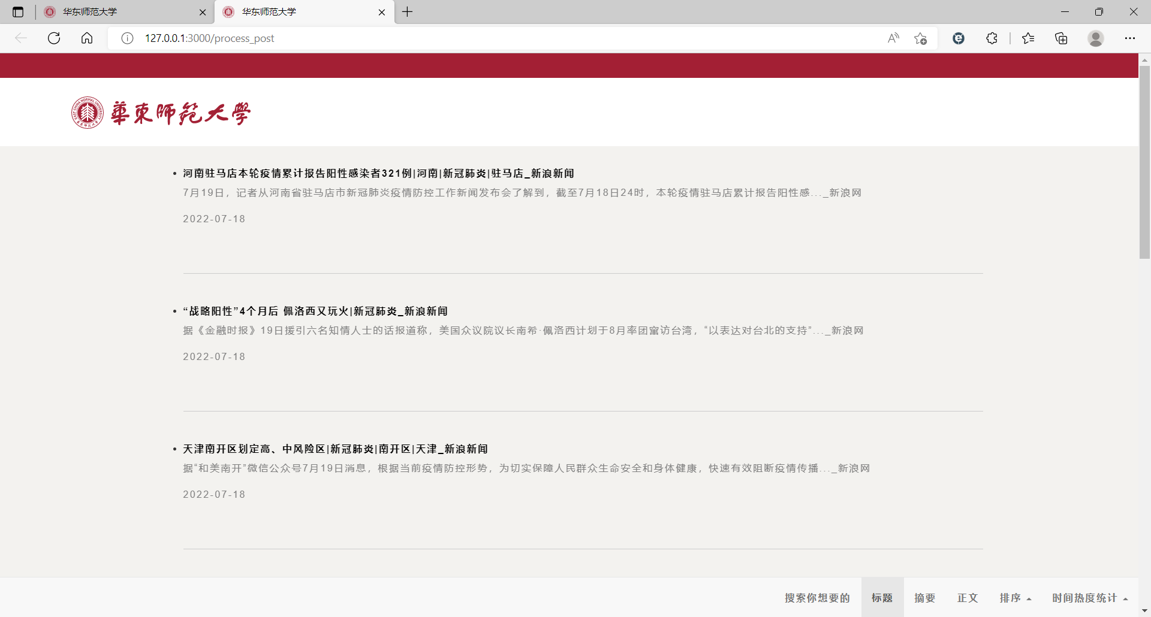 华东师范大学
华东师范大学
127.0.0.1:3000/process_post
華東師範大學
河南驻马店本轮疫情累计报告阳性感染者321例|河南|新冠肺炎|驻马店_新浪新闻
7月19日，记者从河南省驻马店市新冠肺炎疫情防控工作新闻发布会了解到，截至7月18日24时，本轮疫情驻马店累计报告阳性感..._新浪网
2022-07-18
“战略阳性”4个月后 佩洛西又玩火|新冠肺炎_新浪新闻
据《金融时报》19日援引六名知情人士的话报道称，美国众议院议长南希·佩洛西计划于8月率团窜访台湾，“以表达对台北的支持”..._新浪网
2022-07-18
天津南开区划定高、中风险区|新冠肺炎|南开区|天津_新浪新闻
据“和美南开”微信公众号7月19日消息，根据当前疫情防控形势，为切实保障人民群众生命安全和身体健康，快速有效阻断疫情传播..._新浪网
2022-07-18
搜索你想要的 标题 摘要 正文 排序 时间热度统计